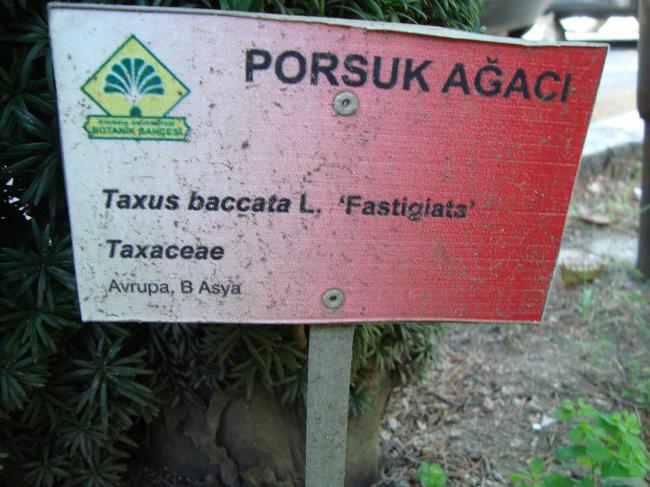 PORSUK AĞACI
BOTANİK BAHÇESİ
Taxus baccata L. 'Fastigiata'
Taxaceae
Avrupa, B Asya